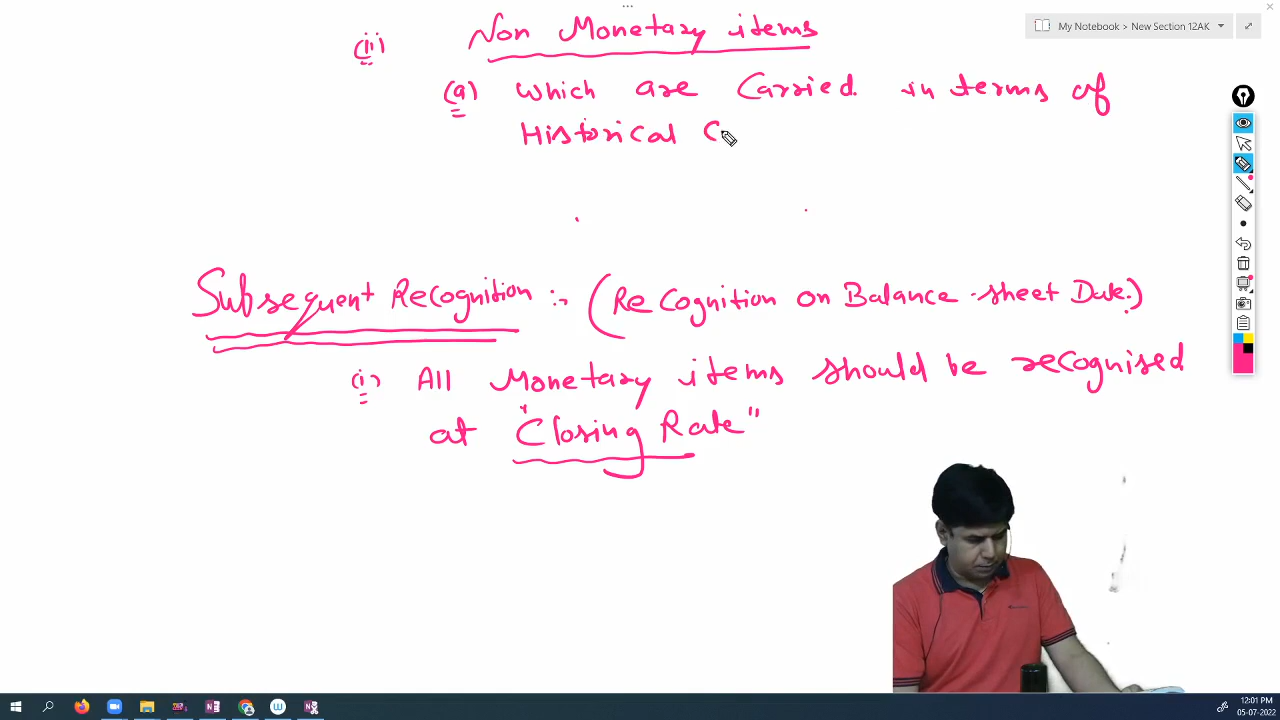 ...
My Notebook > New Section 12AK
(ii) Non Monetary items
(a) which are Carried in terms of
Historical C
Subsequent Recognition :- (Recognition on Balance-sheet Date.)
(i) All Monetary items should be recognised
at "Closing Rate"
12:01 PM
05-07-2022